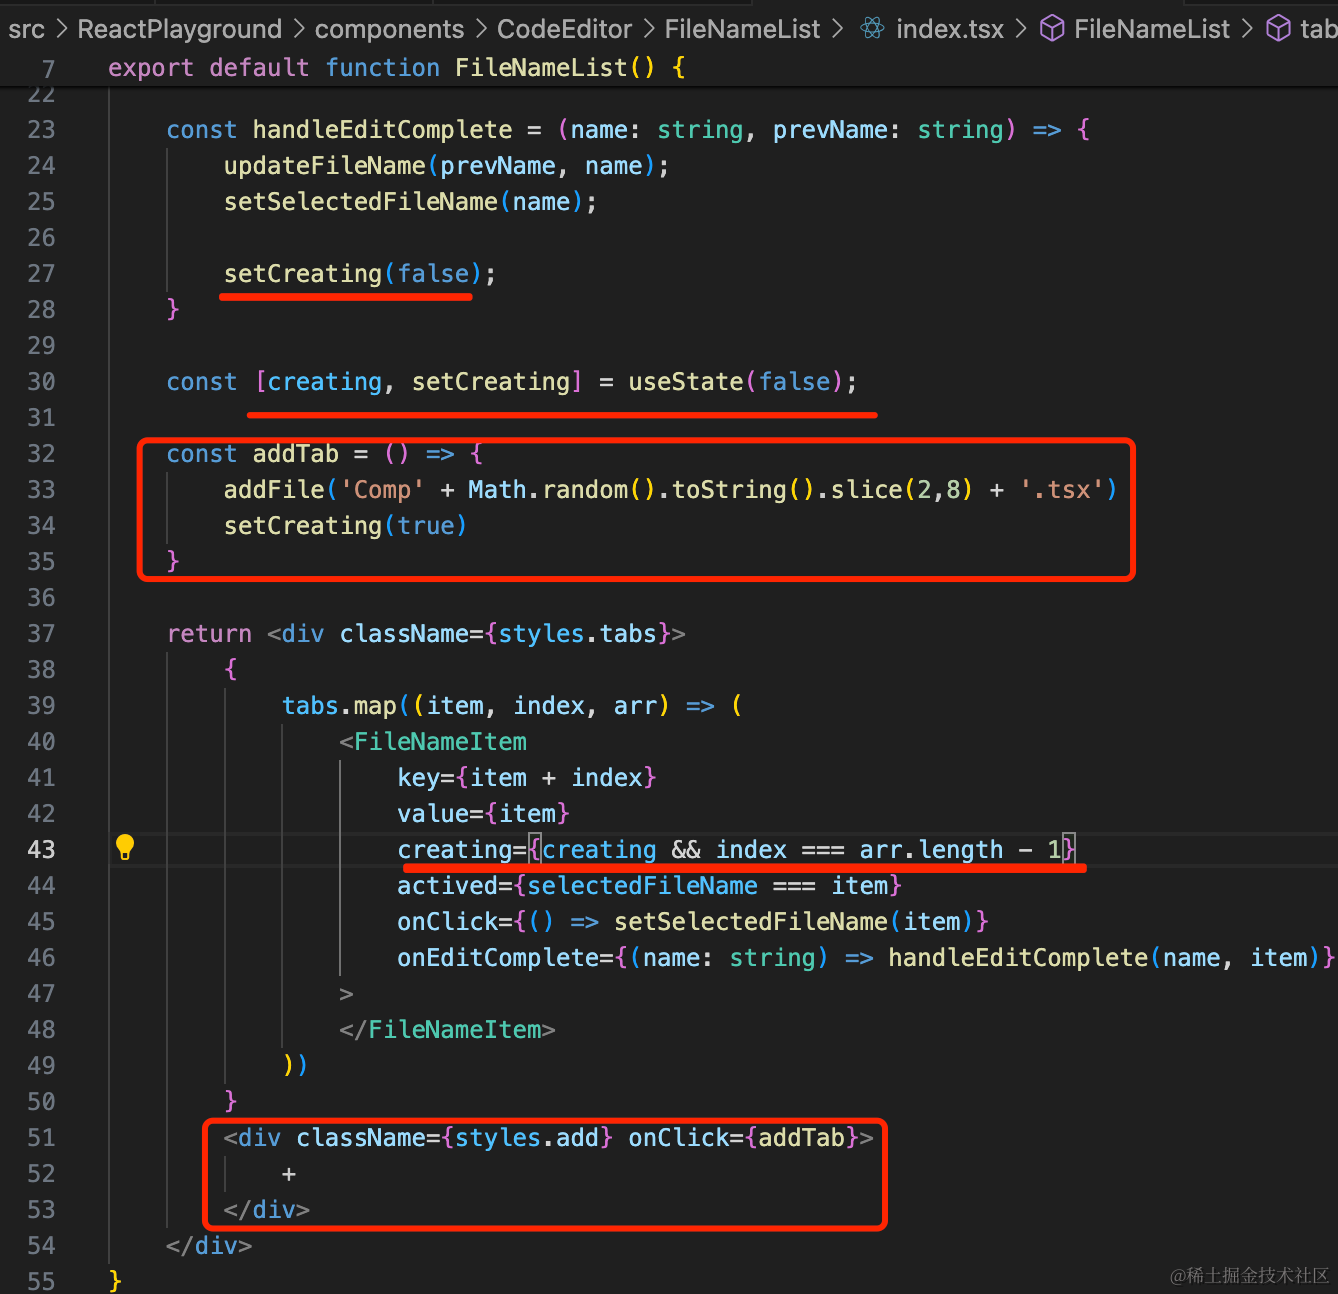 src > ReactPlayground > components > CodeEditor > FileNameList > index.tsx > FileNameList > tab
7 export default function FileNameList() {
22
23 const handleEditComplete = (name: string, prevName: string) => {
24 updateFileName(prevName, name);
25 setSelectedFileName(name);
26
27 setCreating(false);
28 }
29
30 const [creating, setCreating] = useState(false);
31
32 const addTab = () => {
33 addFile('Comp' + Math.random().toString().slice(2,8) + '.tsx')
34 setCreating(true)
35 }
36
37 return <div className={styles.tabs}>
38 {
39 tabs.map((item, index, arr) => (
40 <FileNameItem
41 key={item + index}
42 value={item}
43 creating={creating && index === arr.length - 1}
44 actived={selectedFileName === item}
45 onClick={() => setSelectedFileName(item)}
46 onEditComplete={(name: string) => handleEditComplete(name, item)}
47 >
48 </FileNameItem>
49 ))
50 }
51 <div className={styles.add} onClick={addTab}>
52 +
53 </div>
54 </div>
55 }
@稀土掘金技术社区